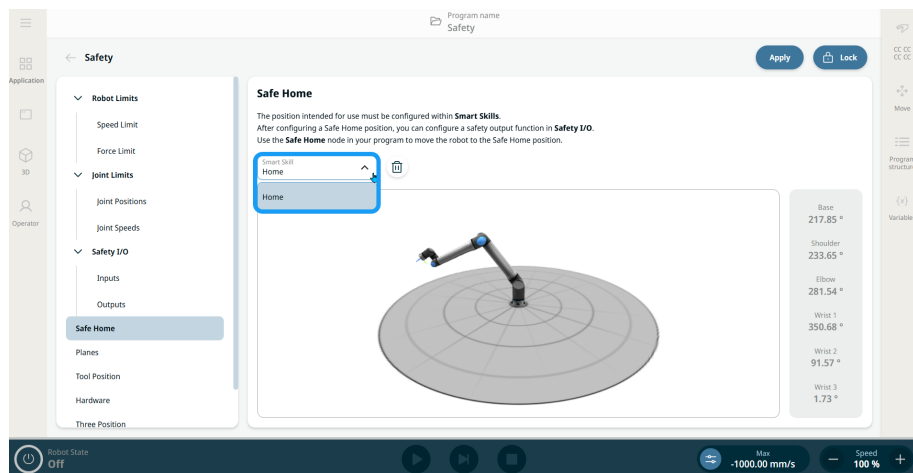 Program name
Safety
Safety
Apply
Lock
CC CC
CC CC
Application
Robot Limits
Speed Limit
Force Limit
Joint Limits
Joint Positions
Joint Speeds
Safety I/O
Inputs
Outputs
Safe Home
Planes
Tool Position
Hardware
Three Position
Safe Home
The position intended for use must be configured within Smart Skills.
After configuring a Safe Home position, you can configure a safety output function in Safety I/O.
Use the Safe Home node in your program to move the robot to the Safe Home position.
Smart Skill
Home
Home
Base
217.85 °
Shoulder
233.65 °
Elbow
281.54 °
Wrist 1
350.68 °
Wrist 2
91.57 °
Wrist 3
1.73 °
3D
Operator
Move
Program
structur
Variable
Robot State
Off
Max
-1000.00 mm/s
Speed
100 %